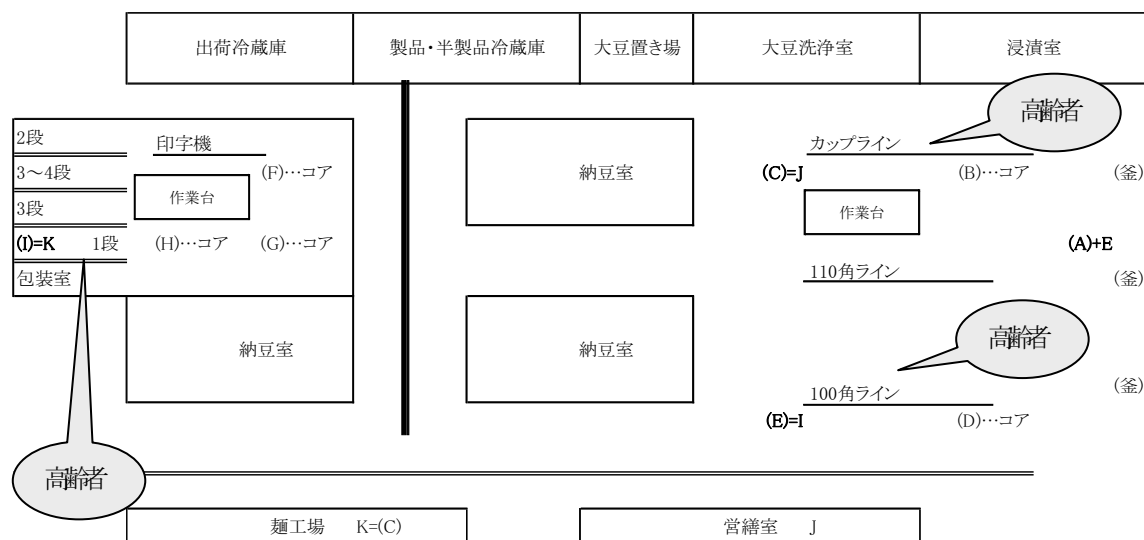 出荷冷蔵庫 製品・半製品冷蔵庫 大豆置き場 大豆洗浄室 浸漬室
高齢者
2段 印字機 カップライン
3～4段 (F)…コア 納豆室 (C)=J (B)…コア (釜)
作業台 作業台
3段
(I)=K 1段 (H)…コア (G)…コア (A)+E
包装室 110角ライン (釜)
高齢者
納豆室 納豆室
100角ライン (釜)
(E)=I (D)…コア
高齢者
麺工場 K=(C) 営繕室 J